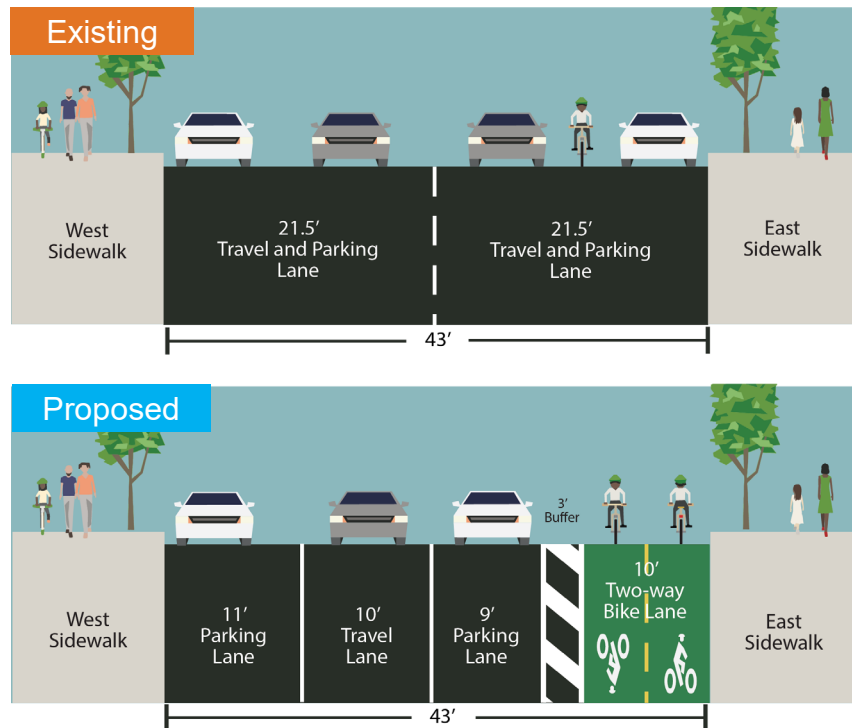 Existing
West
Sidewalk
21.5’
Travel and Parking
Lane
21.5’
Travel and Parking
Lane
East
Sidewalk
43’
Proposed
3’
Buffer
West
Sidewalk
11’
Parking
Lane
10’
Travel
Lane
9’
Parking
Lane
10’
Two-way
Bike Lane
East
Sidewalk
43’